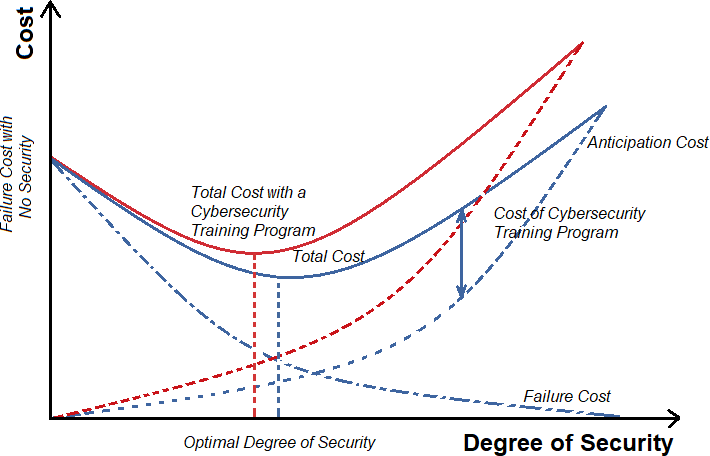 Cost
Failure Cost with
No Security
Total Cost with a
Cybersecurity
Training Program
Total Cost
Anticipation Cost
Cost of Cybersecurity
Training Program
Failure Cost
Optimal Degree of Security
Degree of Security